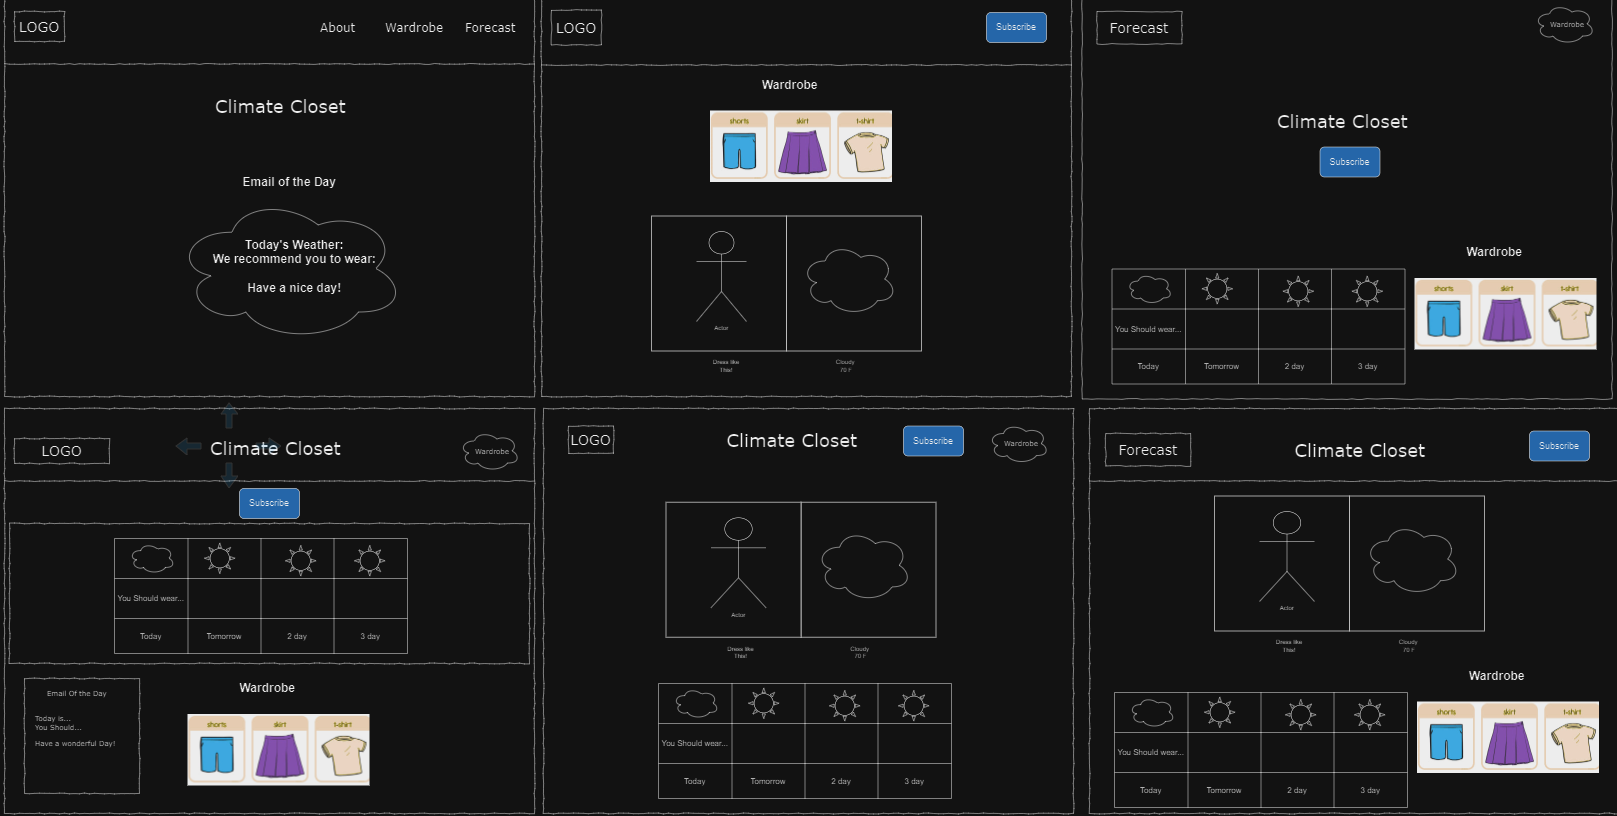 LOGO
About Wardrobe Forecast
Climate Closet
Email of the Day
Today's Weather:
We recommend you to wear:
Have a nice day!
LOGO
Subscribe
Wardrobe
shorts skirt t-shirt
Actor
Dress like
This!
Cloudy
70 F
Forecast
Wardrobe
Climate Closet
Subscribe
Wardrobe
shorts skirt t-shirt
You Should wear...
Today Tomorrow 2 day 3 day
LOGO
Climate Closet
Wardrobe
Subscribe
You Should wear...
Today Tomorrow 2 day 3 day
Email Of the Day
Today is...
You Should...
Have a wonderful Day!
Wardrobe
shorts skirt t-shirt
LOGO
Climate Closet
Subscribe
Wardrobe
Actor
Dress like
This!
Cloudy
70 F
You Should wear...
Today Tomorrow 2 day 3 day
Forecast
Climate Closet
Subscribe
Actor
Dress like
This!
Cloudy
70 F
Wardrobe
shorts skirt t-shirt
You Should wear...
Today Tomorrow 2 day 3 day